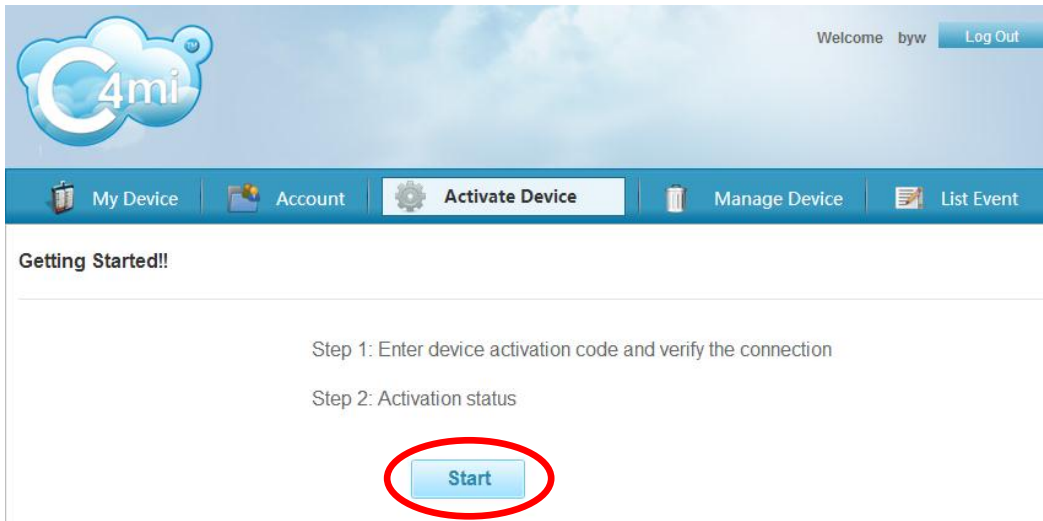 Welcome byw Log Out
C4mi TM
My Device Account Activate Device Manage Device List Event
Getting Started!!
Step 1: Enter device activation code and verify the connection
Step 2: Activation status
Start